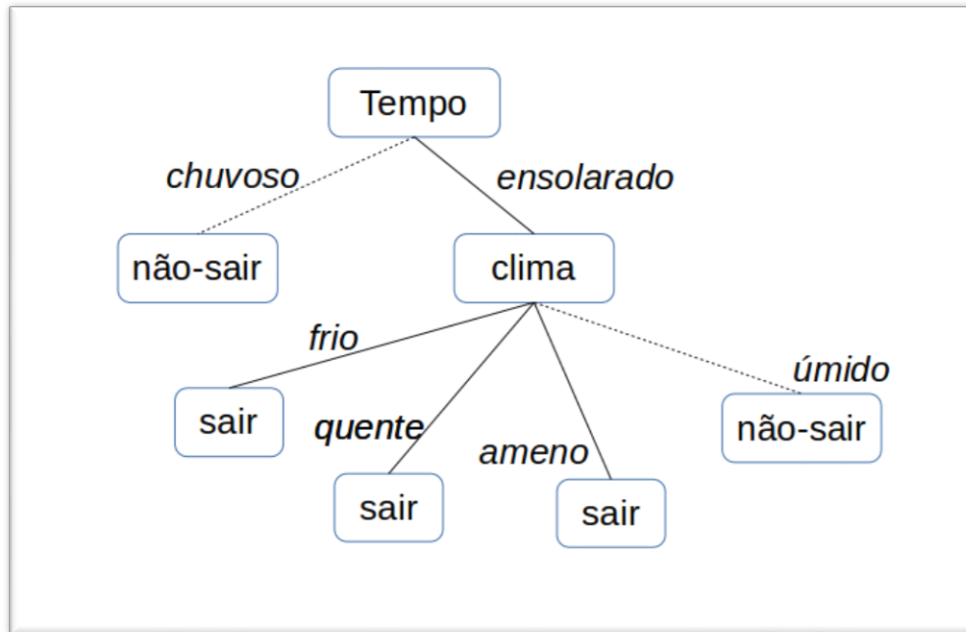 Tempo
chuvoso
ensolarado
não-sair
clima
frio
úmido
sair
quente
não-sair
ameno
sair
sair